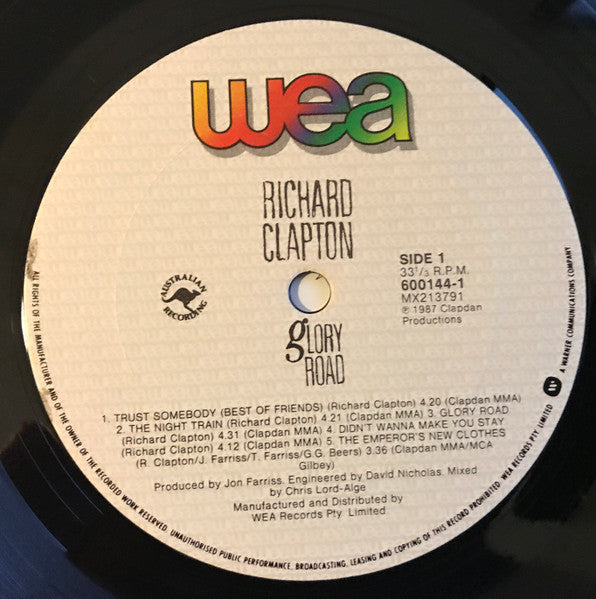 wea
RICHARD
CLAPTON
SIDE 1
33⅓ R.P.M.
600144-1
MX213791
℗ 1987 Clapdan
Productions
AUSTRALIAN
RECORDING
glORY
ROAD
1. TRUST SOMEBODY (BEST OF FRIENDS) (Richard Clapton) 4.20 (Clapdan MMA)
2. THE NIGHT TRAIN (Richard Clapton) 4.21 (Clapdan MMA) 3. GLORY ROAD
(Richard Clapton) 4.31 (Clapdan MMA) 4. DIDN'T WANNA MAKE YOU STAY
(Richard Clapton) 4.12 (Clapdan MMA) 5. THE EMPEROR'S NEW CLOTHES
(R. Clapton/J. Farriss/T. Farriss/G.G. Beers) 3.36 (Clapdan MMA/MCA
Gilbey)
Produced by Jon Farriss. Engineered by David Nicholas. Mixed
by Chris Lord-Alge
Manufactured and Distributed by
WEA Records Pty. Limited
ALL RIGHTS OF THE MANUFACTURER AND OF THE OWNER OF THE RECORDED WORK RESERVED. UNAUTHORISED PUBLIC PERFORMANCE, BROADCASTING, LEASING AND COPYING OF THIS RECORD PROHIBITED. WEA RECORDS PTY. LIMITED
A WARNER COMMUNICATIONS COMPANY